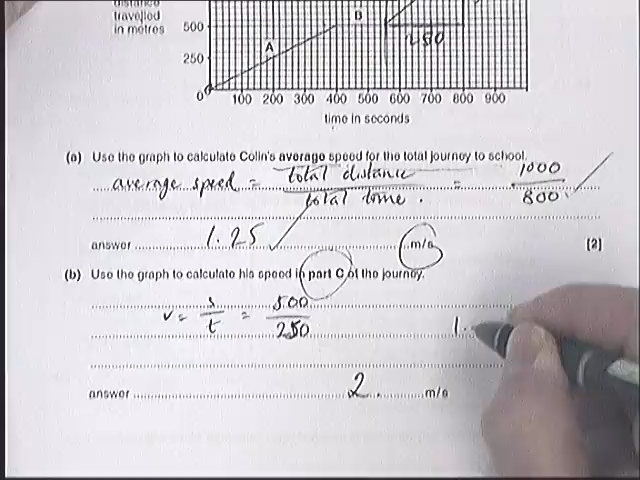 distance
travelled
in metres
500
250
0
A
B
250
100 200 300 400 500 600 700 800 900
time in seconds
(a) Use the graph to calculate Colin's average speed for the total journey to school.
average speed = total distance / total time. = 1000 / 800
answer 1.25 m/s [2]
(b) Use the graph to calculate his speed in part C of the journey.
v = s / t = 500 / 250
1.
answer 2 m/s